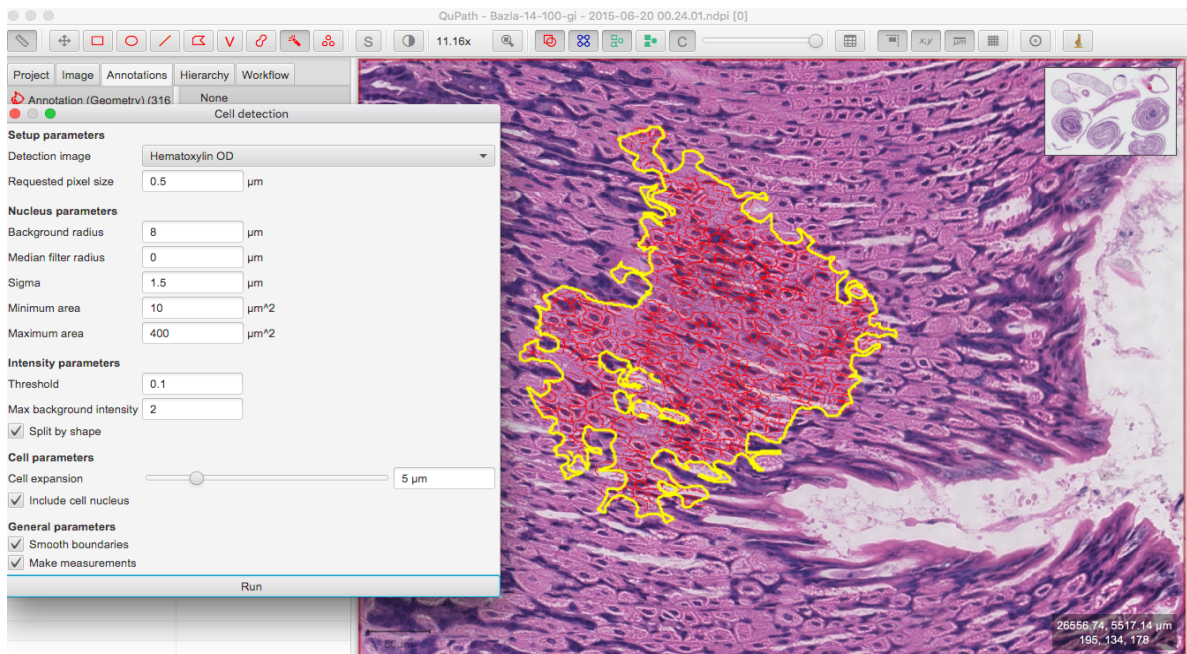 QuPath - Bazla-14-100-gi - 2015-06-20 00.24.01.ndpi [0]
S 11.16x C x,y μm
Project Image Annotations Hierarchy Workflow
Annotation (Geometry) (316 None
Cell detection
Setup parameters
Detection image Hematoxylin OD
Requested pixel size 0.5 μm
Nucleus parameters
Background radius 8 μm
Median filter radius 0 μm
Sigma 1.5 μm
Minimum area 10 μm^2
Maximum area 400 μm^2
Intensity parameters
Threshold 0.1
Max background intensity 2
Split by shape
Cell parameters
Cell expansion 5 μm
Include cell nucleus
General parameters
Smooth boundaries
Make measurements
Run
26556.74, 5517.14 μm
195, 134, 178